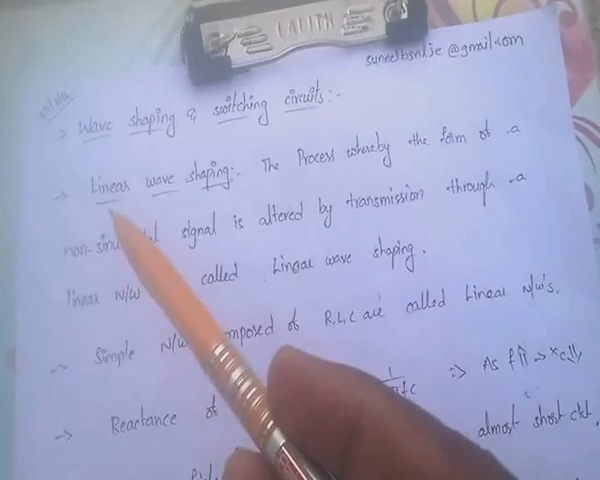 LALITH
suneelbsnlje@gmail.com
> Wave shaping & switching circuits:-
-> Linear wave shaping:- The Process whereby the form of a
signal is altered by transmission through a
linear N/W called Linear wave shaping.
-> Simple N/W composed of R,L,C are called Linear N/W's.
-> Reactance of 1 => As f↑↑ => Xc↓↓
almost short ckt.